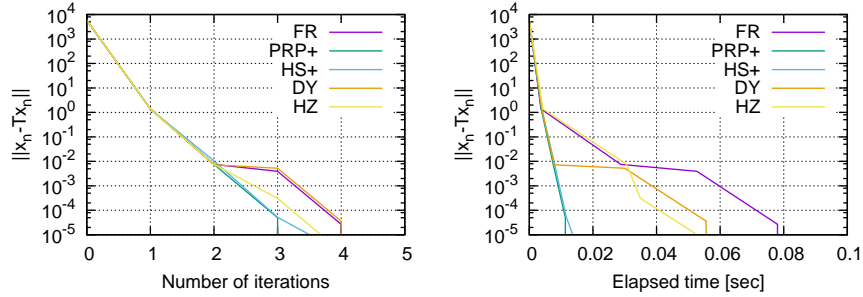 ||x_n-Tx_n||
10^4
10^3
10^2
10^1
10^0
10^-1
10^-2
10^-3
10^-4
10^-5
0
1
2
3
4
5
Number of iterations
FR
PRP+
HS+
DY
HZ
||x_n-Tx_n||
10^4
10^3
10^2
10^1
10^0
10^-1
10^-2
10^-3
10^-4
10^-5
0
0.02
0.04
0.06
0.08
0.1
Elapsed time [sec]
FR
PRP+
HS+
DY
HZ